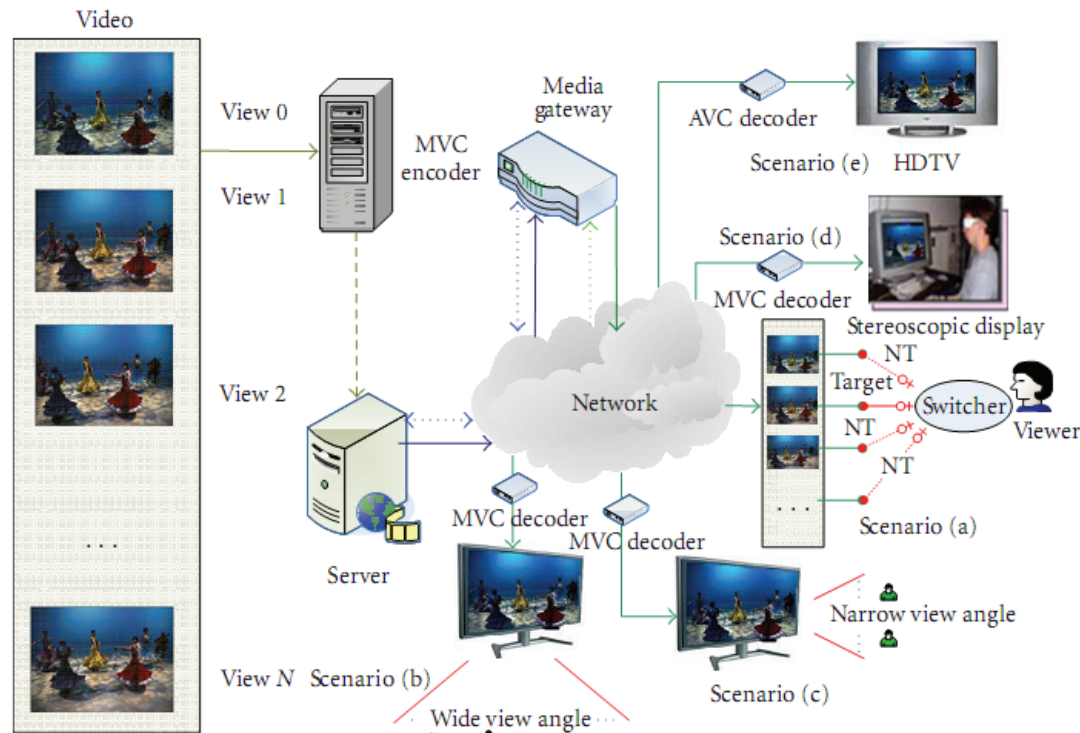 Video
View 0
View 1
View 2
. . .
View N
MVC
encoder
Server
Media
gateway
Network
AVC decoder
Scenario (e)
HDTV
Scenario (d)
MVC decoder
Stereoscopic display
NT
Target
NT
NT
Switcher
Viewer
. . .
Scenario (a)
MVC decoder
MVC decoder
Scenario (b)
Wide view angle
Scenario (c)
Narrow view angle